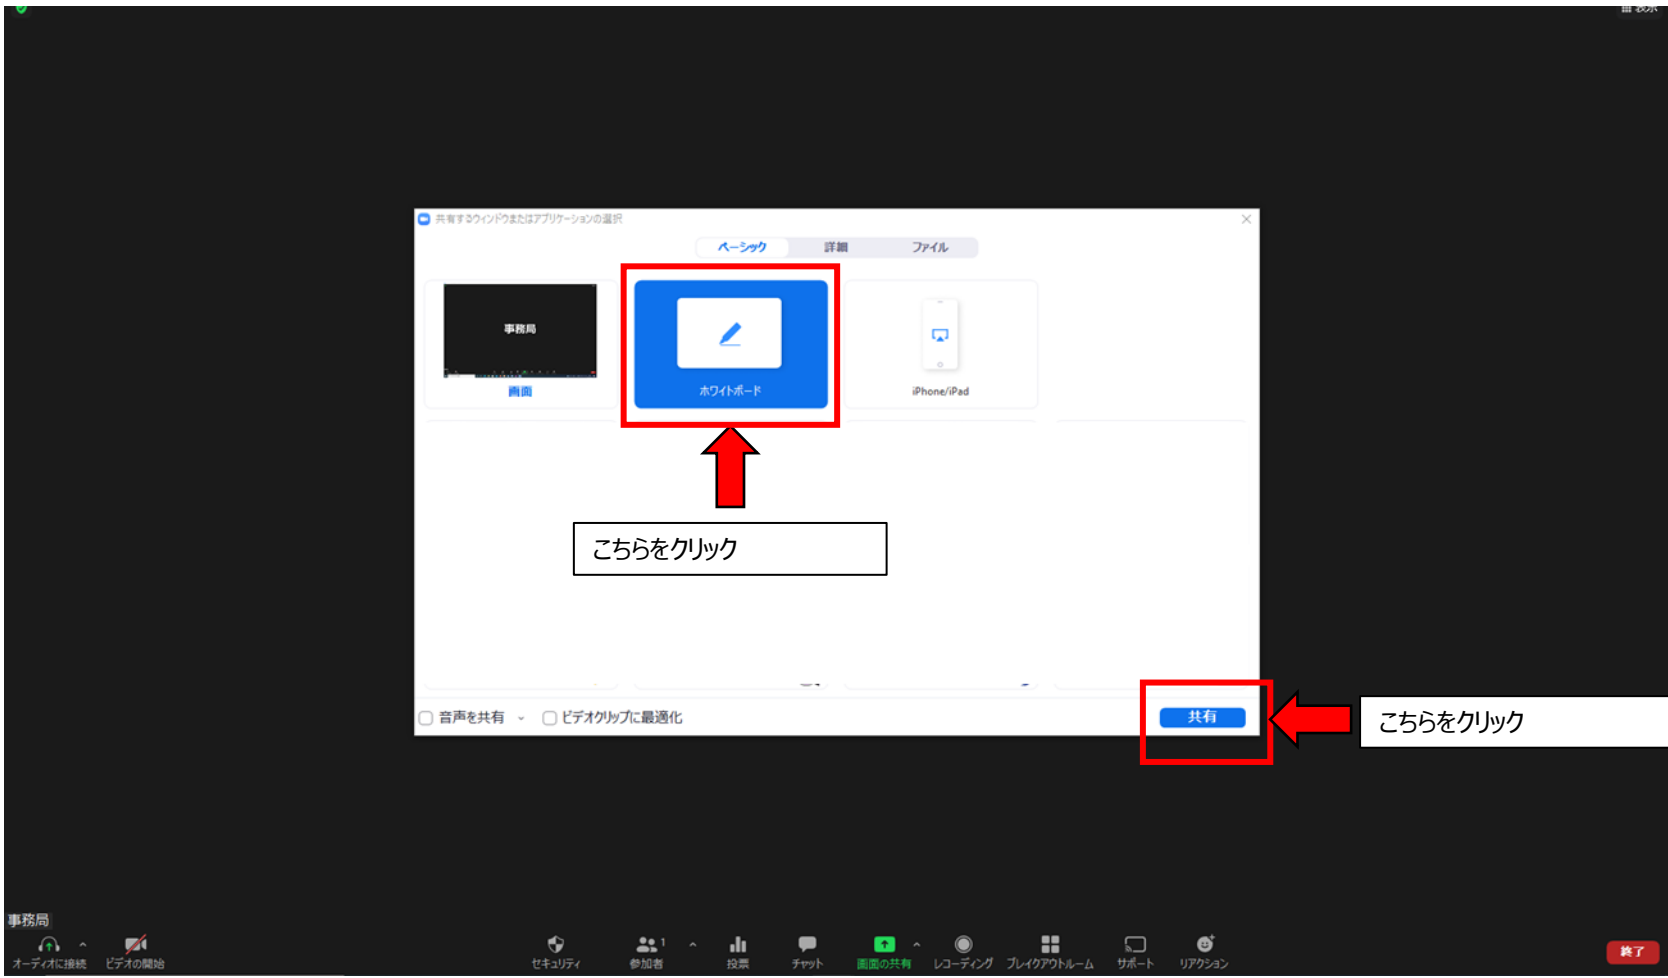 表示
共有するウィンドウまたはアプリケーションの選択
ベーシック 詳細 ファイル
事務局
画面 ホワイトボード iPhone/iPad
こちらをクリック
音声を共有 ビデオクリップに最適化 共有
こちらをクリック
事務局
オーディオに接続 ビデオの開始 セキュリティ 参加者 1 投票 チャット 画面の共有 レコーディング ブレイクアウトルーム サポート リアクション 終了